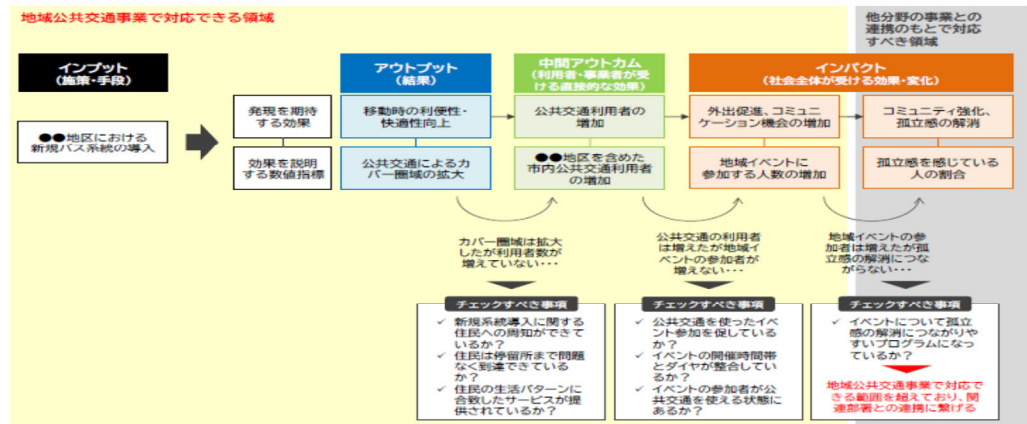 地域公共交通事業で対応できる領域
他分野の事業との
連携のもとで対応
すべき領域
インプット
(施策・手段)
アウトプット
(結果)
中間アウトカム
(利用者・事業者が受
ける直接的な効果)
インパクト
(社会全体が受ける効果・変化)
●●地区における
新規バス系統の導入
発現を期待
する効果
移動時の利便性・
快適性向上
公共交通利用者の
増加
外出促進、コミュニ
ケーション機会の増加
コミュニティ強化、
孤立感の解消
効果を説明
する数値指標
公共交通によるカ
バー圏域の拡大
●●地区を含めた
市内公共交通利用者
の増加
地域イベントに
参加する人数の増加
孤立感を感じている
人の割合
カバー圏域は拡大
したが利用者数が
増えていない・・・
公共交通の利用者
は増えたが地域イ
ベントの参加者が
増えない・・・
地域イベントの参
加者は増えたが孤
立感の解消につな
がらない・・・
チェックすべき事項
✓ 新規系統導入に関する
住民への周知ができて
いるか?
✓ 住民は停留所まで問題
なく到達できている
か?
✓ 住民の生活パターンに
合致したサービスが提
供されているか?
チェックすべき事項
✓ 公共交通を使ったイベ
ント参加を促している
か?
✓ イベントの開催時間帯
とダイヤが整合してい
るか?
✓ イベントの参加者が公
共交通を使える状態に
あるか?
チェックすべき事項
✓ イベントについて孤立
感の解消につながりや
すいプログラムになっ
ているか?
地域公共交通事業で対応で
きる範囲を超えており、関
連部署との連携に繋げる